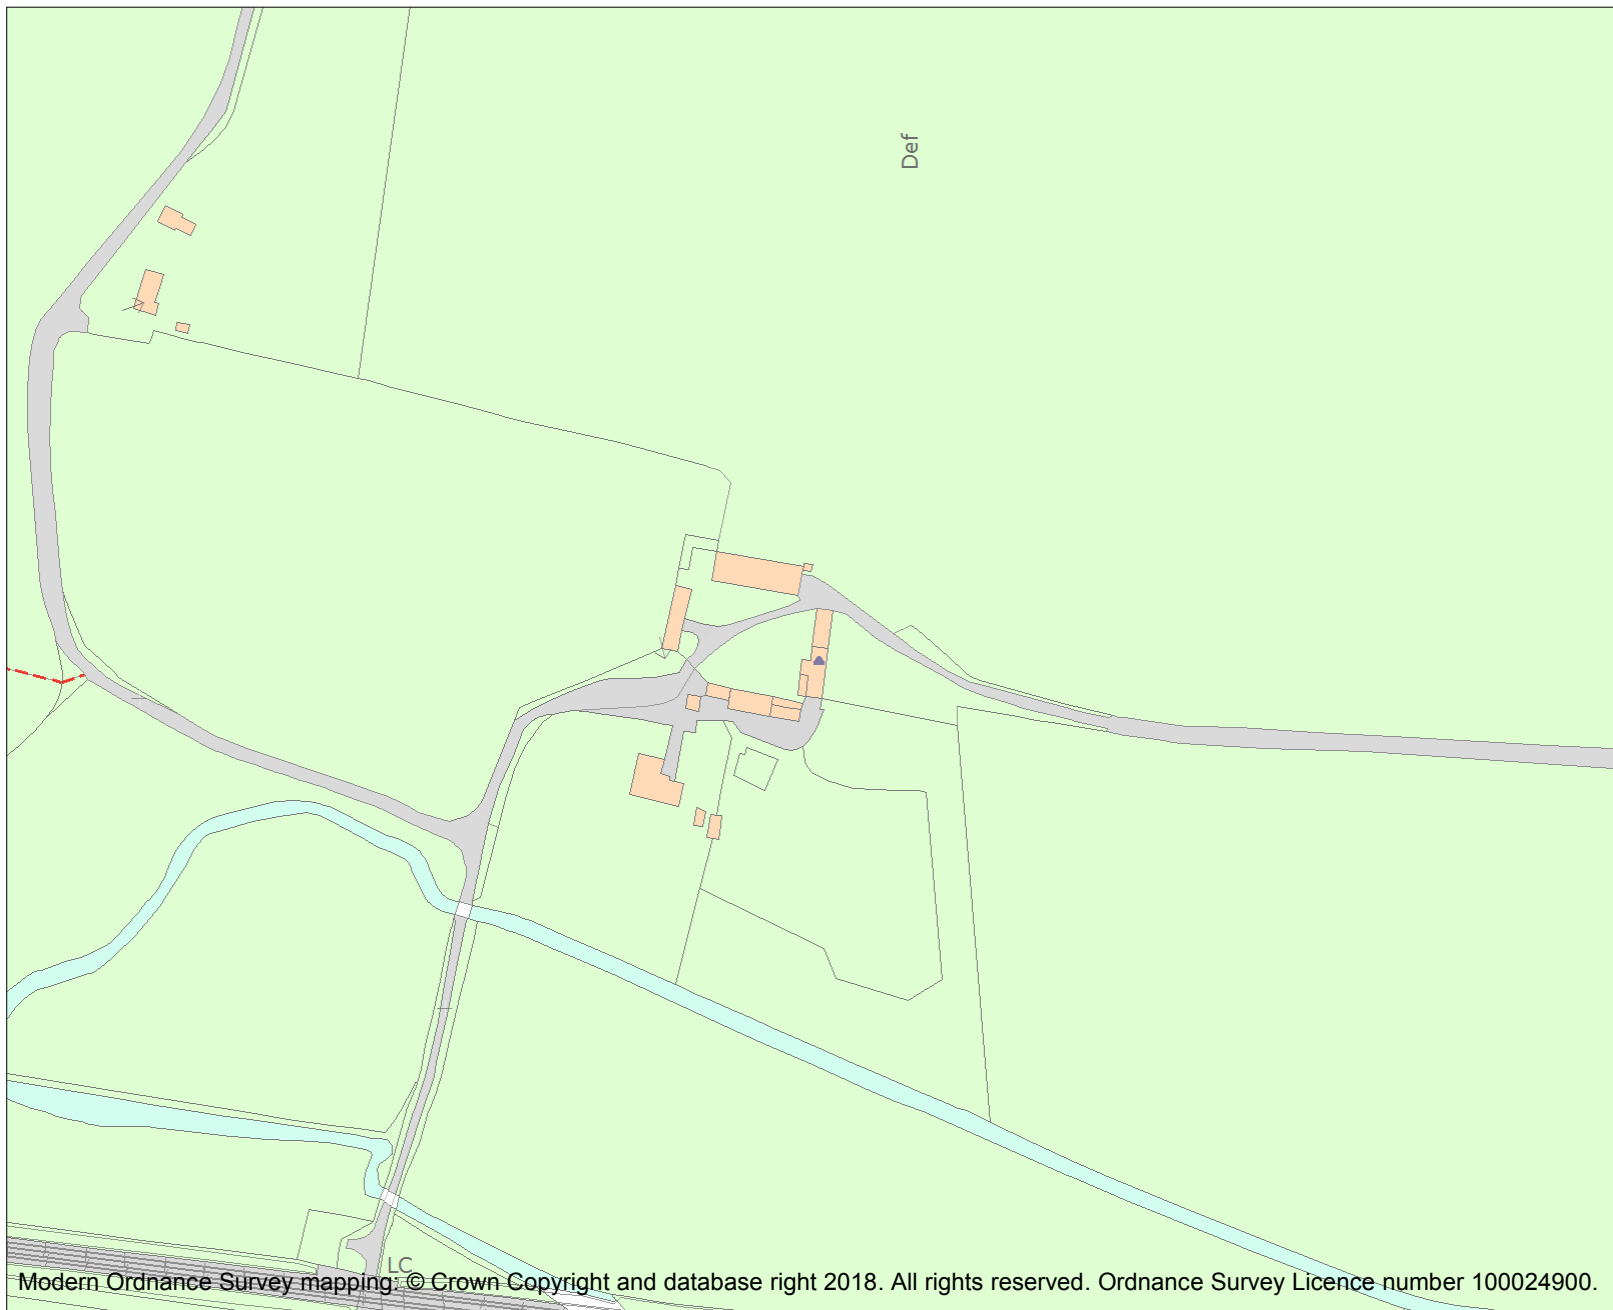 Def
LC
Modern Ordnance Survey mapping: © Crown Copyright and database right 2018. All rights reserved. Ordnance Survey Licence number 100024900.